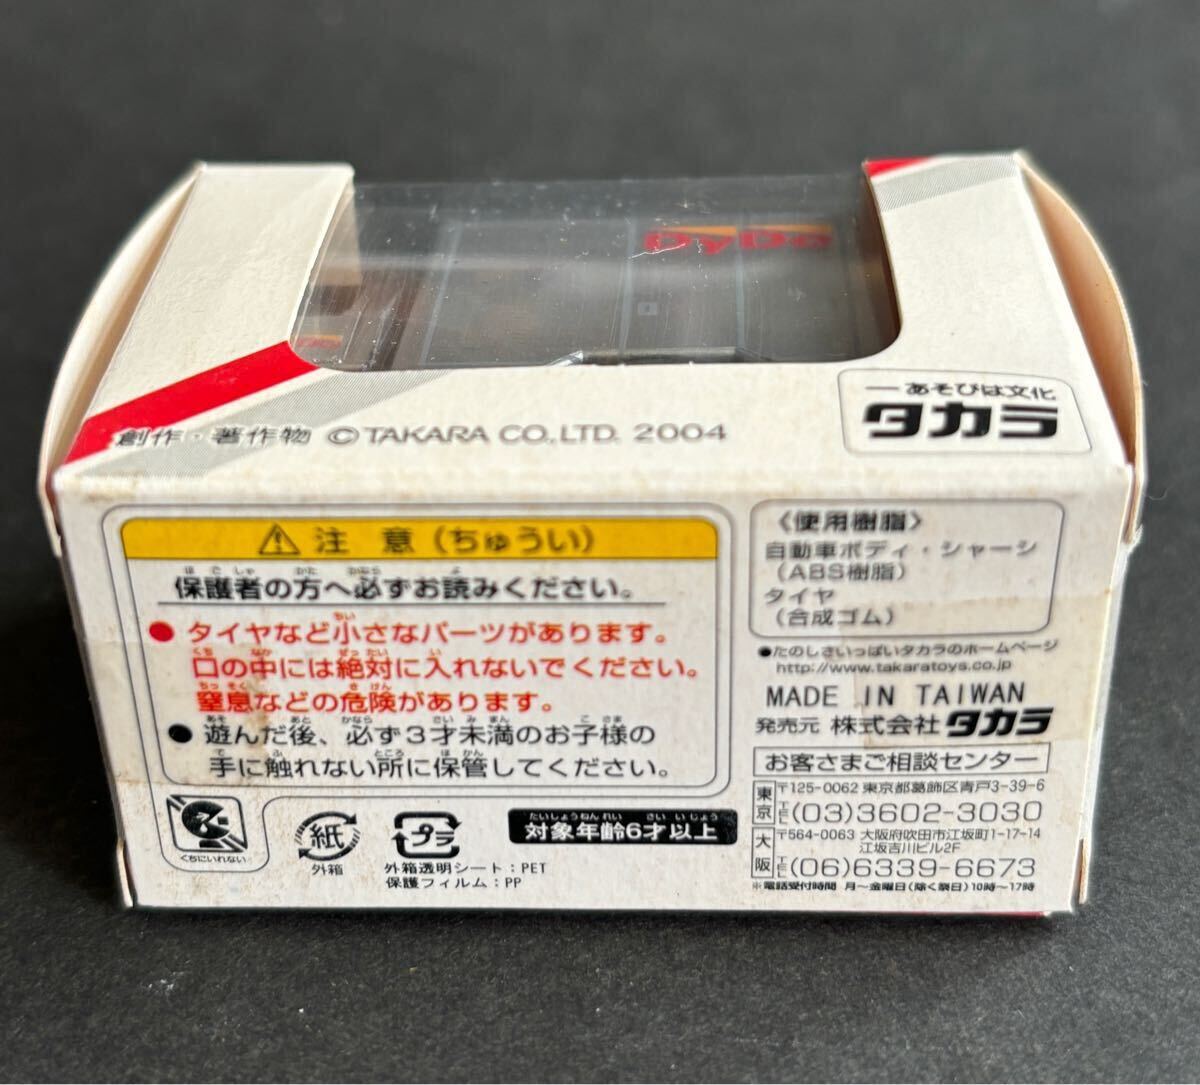 DyDo
創作・著作物 ©TAKARA CO.,LTD. 2004
―あそびは文化
タカラ
注 意 (ちゅうい)
保護者の方へ必ずお読みください。
●タイヤなど小さなパーツがあります。
口の中には絶対に入れないでください。
窒息などの危険があります。
●遊んだ後、必ず3才未満のお子様の
手に触れない所に保管してください。
くちにいれない
紙
外箱
プラ
外箱透明シート:PET
保護フィルム:PP
対象年齢6才以上
〈使用樹脂〉
自動車ボディ・シャーシ
(ABS樹脂)
タイヤ
(合成ゴム)
●たのしさいっぱいタカラのホームページ
http://www.takaratoys.co.jp
MADE IN TAIWAN
発売元 株式会社タカラ
お客さまご相談センター
東京 〒125-0062 東京都葛飾区青戸3-39-6
TEL(03)3602-3030
大阪 〒564-0063 大阪府吹田市江坂町1-17-14
江坂吉川ビル2F
TEL(06)6339-6673
※電話受付時間 月〜金曜日(除く祭日)10時〜17時